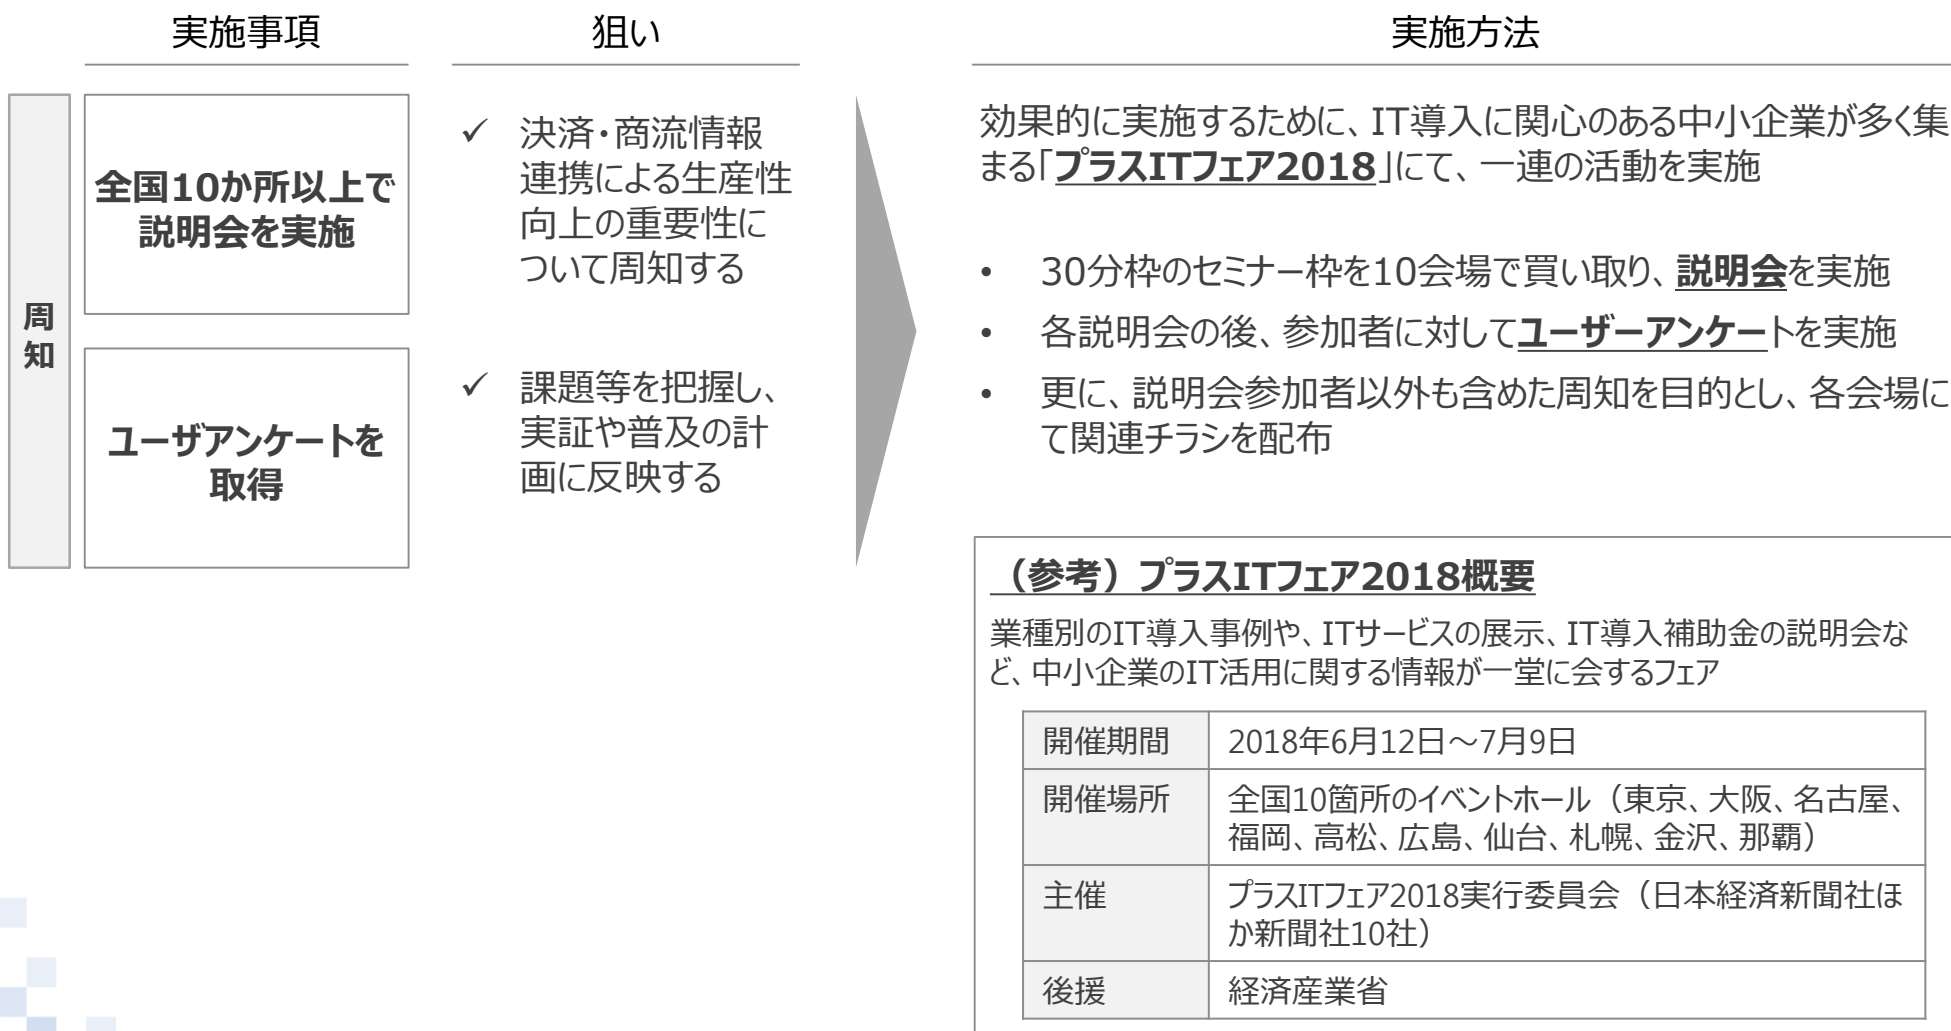 実施事項
狙い
実施方法
周
知
全国10か所以上で
説明会を実施
✓ 決済・商流情報
連携による生産性
向上の重要性に
ついて周知する
ユーザアンケートを
取得
✓ 課題等を把握し、
実証や普及の計
画に反映する
効果的に実施するために、IT導入に関心のある中小企業が多く集
まる「プラスITフェア2018」にて、一連の活動を実施
• 30分枠のセミナー枠を10会場で買い取り、説明会を実施
• 各説明会の後、参加者に対してユーザーアンケートを実施
• 更に、説明会参加者以外も含めた周知を目的とし、各会場に
て関連チラシを配布
（参考）プラスITフェア2018概要
業種別のIT導入事例や、ITサービスの展示、IT導入補助金の説明会な
ど、中小企業のIT活用に関する情報が一堂に会するフェア
開催期間 2018年6月12日～7月9日
開催場所 全国10箇所のイベントホール（東京、大阪、名古屋、
福岡、高松、広島、仙台、札幌、金沢、那覇）
主催 プラスITフェア2018実行委員会（日本経済新聞社ほ
か新聞社10社）
後援 経済産業省